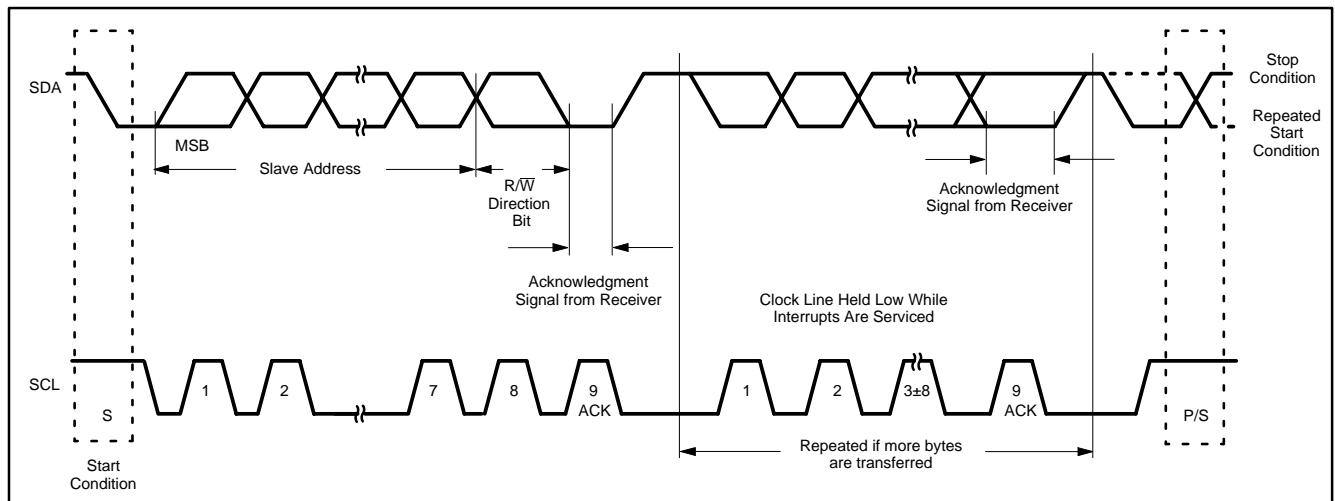 SDA
MSB
Slave Address
R/W̅
Direction
Bit
Acknowledgment
Signal from Receiver
Acknowledgment
Signal from Receiver
Stop
Condition
Repeated
Start
Condition
Clock Line Held Low While
Interrupts Are Serviced
SCL
S
1
2
7
8
9
ACK
1
2
3±8
9
ACK
P/S
Start
Condition
Repeated if more bytes
are transferred